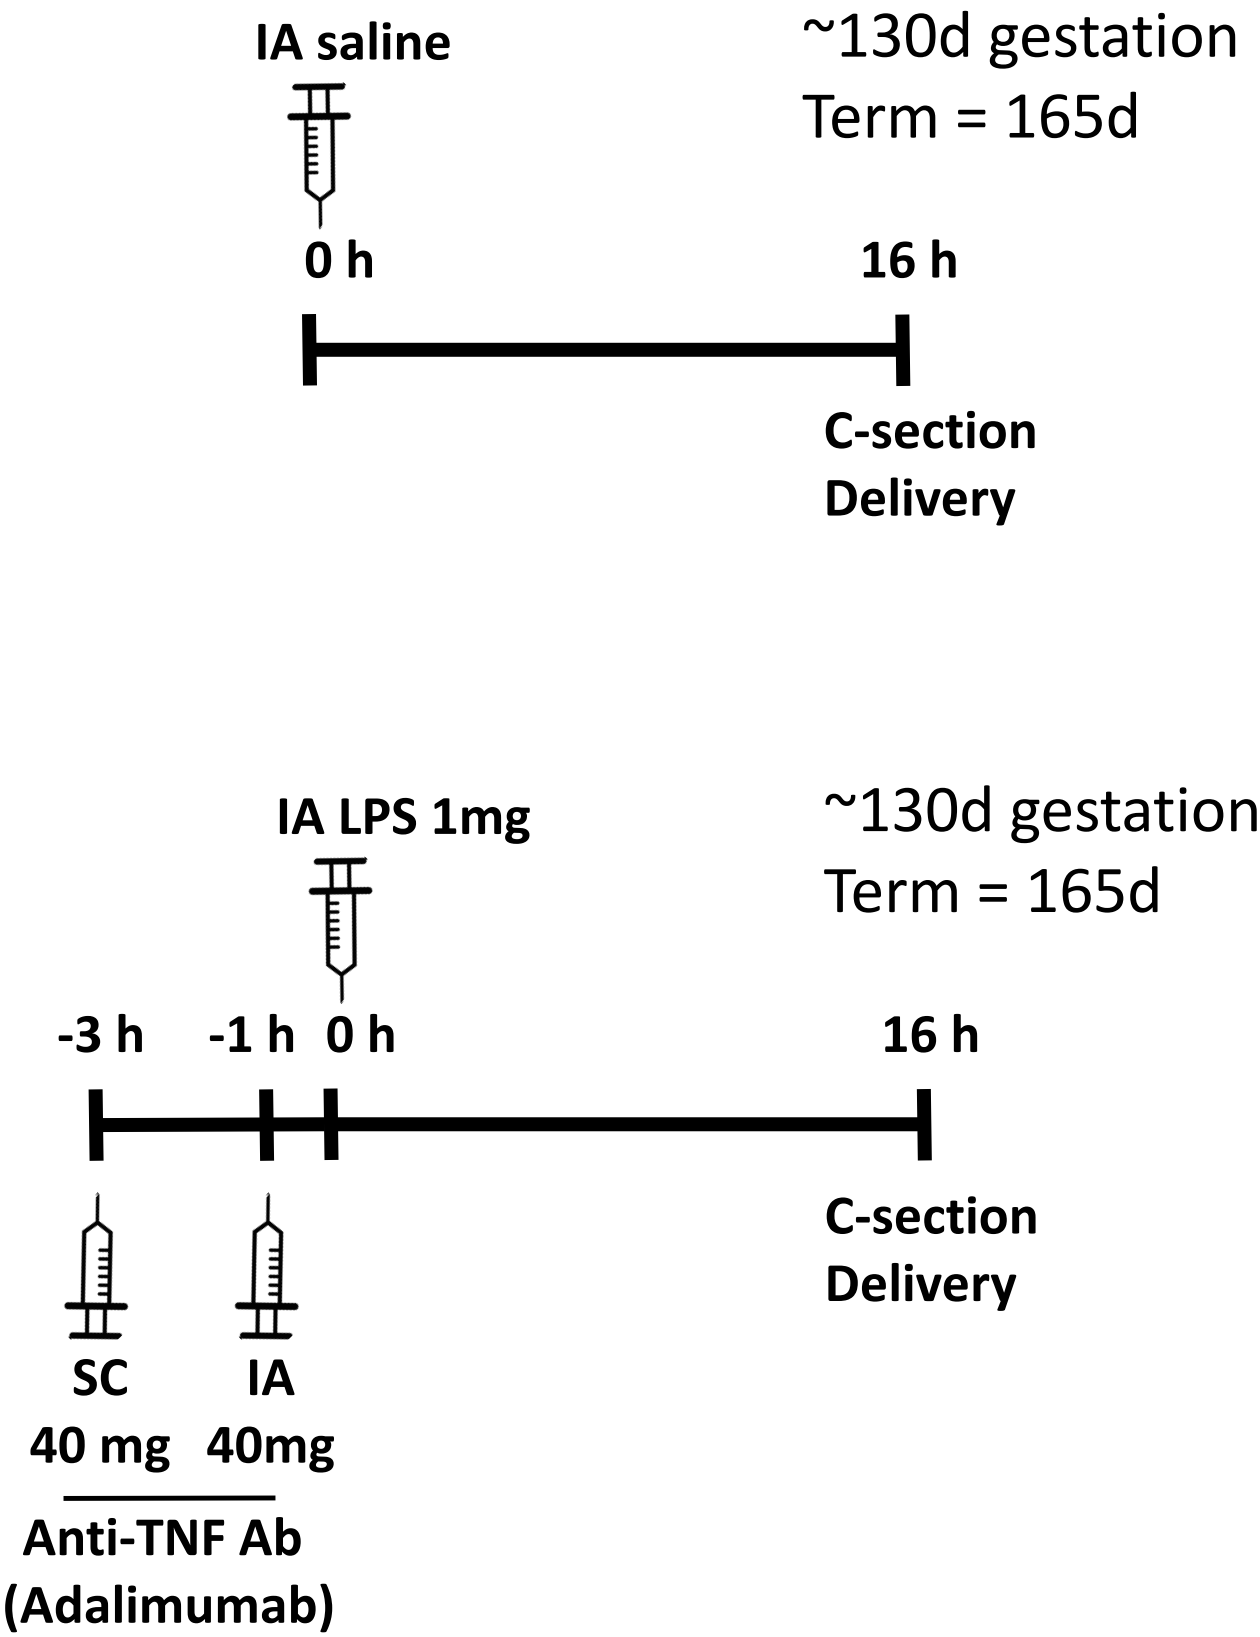 IA saline
~130d gestation
Term = 165d
0 h
16 h
C-section
Delivery
IA LPS 1mg
~130d gestation
Term = 165d
-3 h
-1 h
0 h
16 h
C-section
Delivery
SC
IA
40 mg
40mg
Anti-TNF Ab
(Adalimumab)